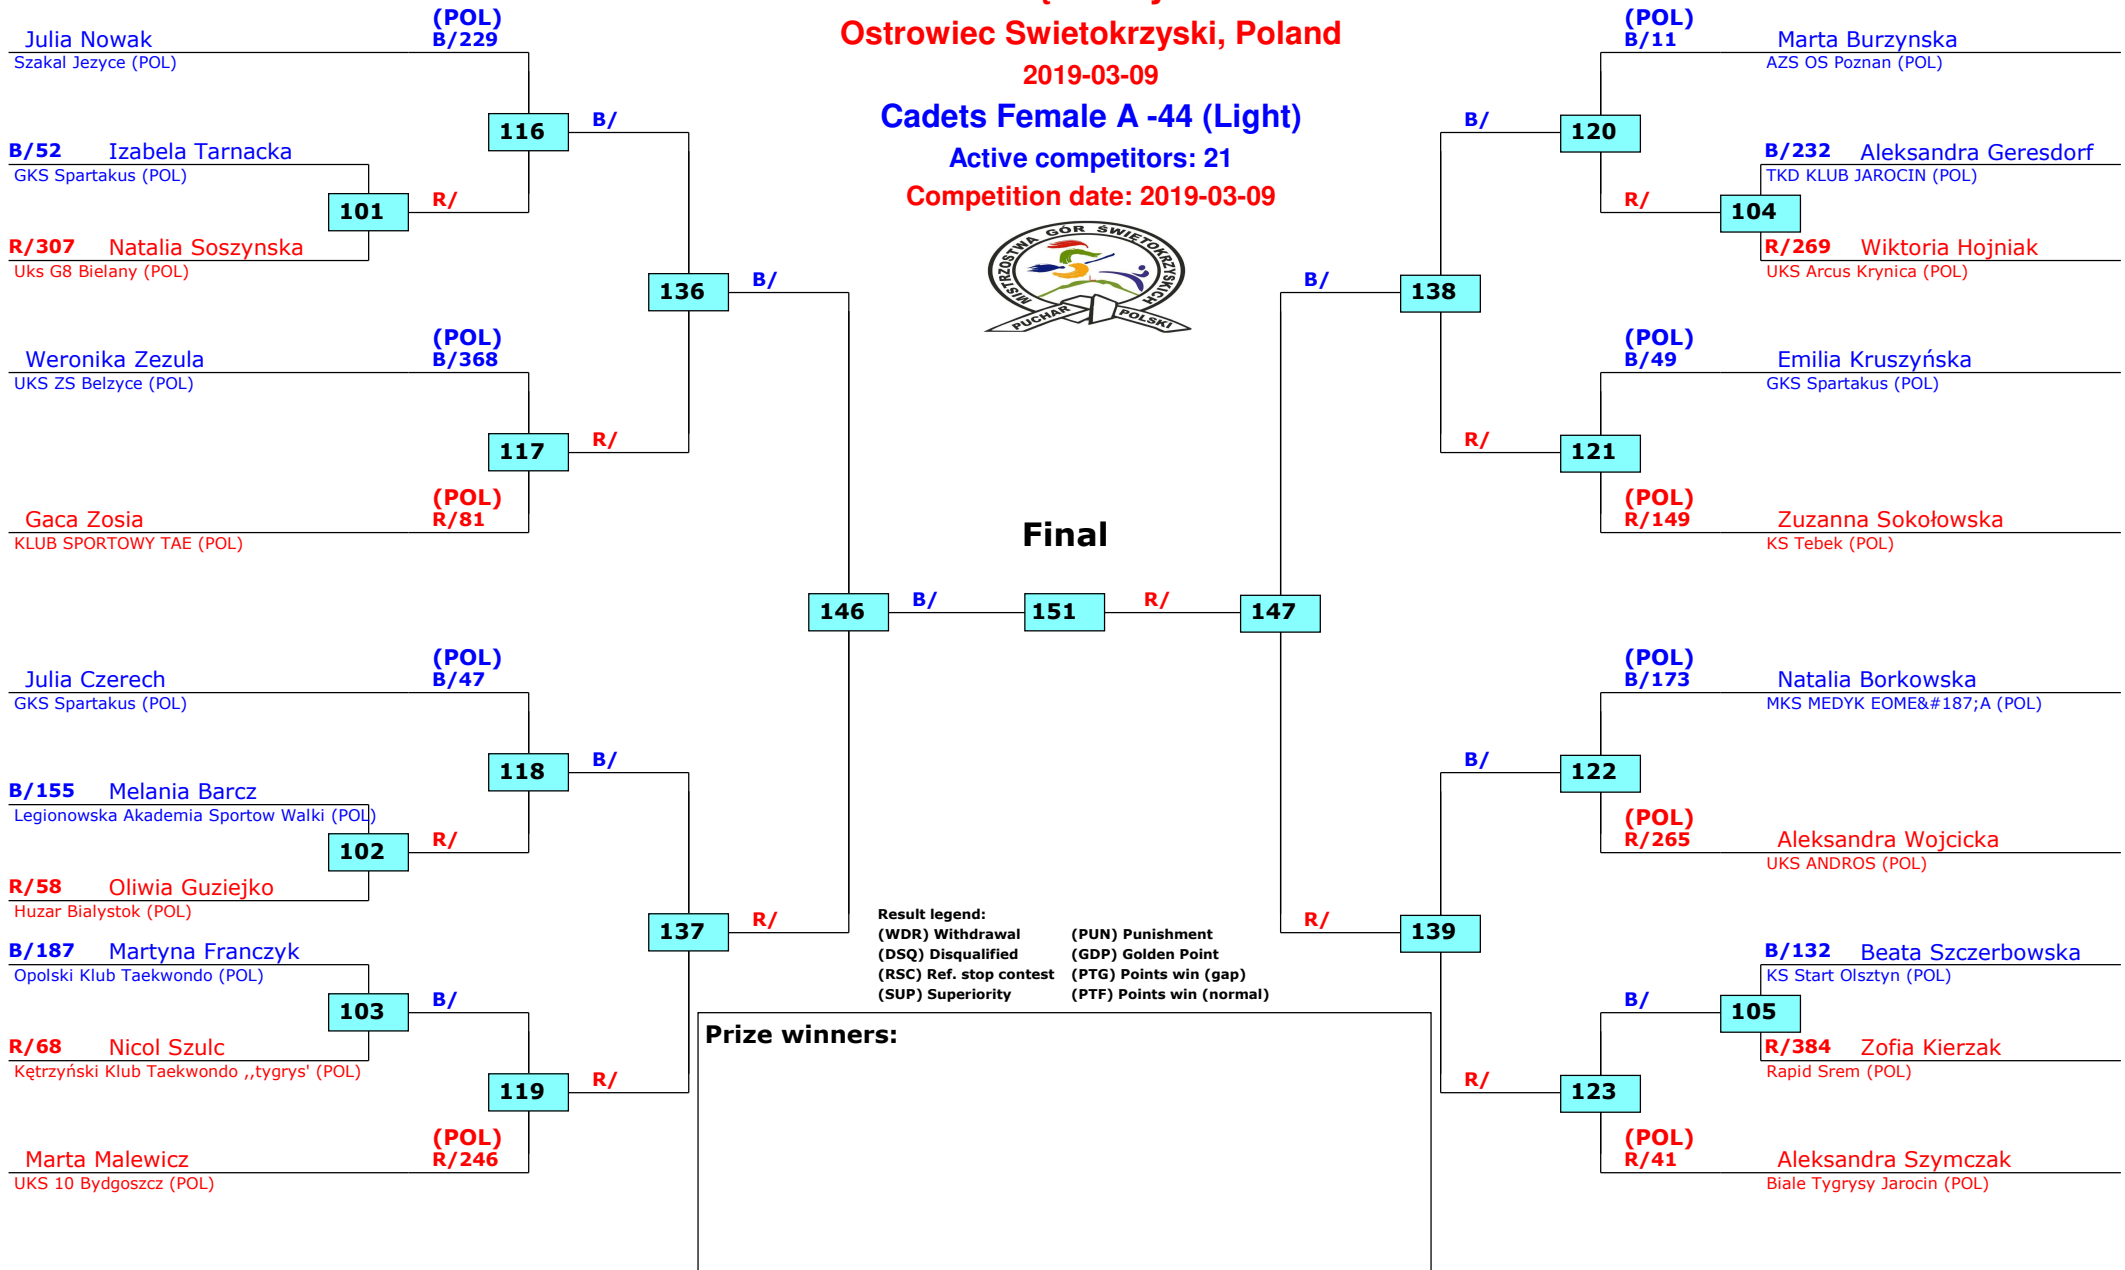 Ostrowiec Swietokrzyski, Poland
2019-03-09
Cadets Female A -44 (Light)
Active competitors: 21
Competition date: 2019-03-09
MISTRZOSTWA GÓR ŚWIĘTOKRZYSKICH
PUCHAR POLSKI
(POL)
Julia Nowak B/229
Szakal Jezyce (POL)
116 B/
B/52 Izabela Tarnacka
GKS Spartakus (POL)
101 R/
R/307 Natalia Soszynska
Uks G8 Bielany (POL)
136 B/
(POL)
Weronika Zezula B/368
UKS ZS Belzyce (POL)
117 R/
(POL)
Gaca Zosia R/81
KLUB SPORTOWY TAE (POL)
(POL)
Julia Czerech B/47
GKS Spartakus (POL)
118 B/
B/155 Melania Barcz
Legionowska Akademia Sportow Walki (POL)
102 R/
R/58 Oliwia Guziejko
Huzar Bialystok (POL)
137 R/
B/187 Martyna Franczyk
Opolski Klub Taekwondo (POL)
103 B/
R/68 Nicol Szulc
Kętrzyński Klub Taekwondo ,,tygrys' (POL)
119 R/
(POL)
Marta Malewicz R/246
UKS 10 Bydgoszcz (POL)
Final
146 B/ 151 R/ 147
(POL)
B/11 Marta Burzynska
AZS OS Poznan (POL)
B/ 120
B/232 Aleksandra Geresdorf
TKD KLUB JAROCIN (POL)
R/ 104
R/269 Wiktoria Hojniak
UKS Arcus Krynica (POL)
B/ 138
(POL)
B/49 Emilia Kruszyńska
GKS Spartakus (POL)
R/ 121
(POL)
R/149 Zuzanna Sokołowska
KS Tebek (POL)
(POL)
B/173 Natalia Borkowska
MKS MEDYK EOME&#187;A (POL)
B/ 122
(POL)
R/265 Aleksandra Wojcicka
UKS ANDROS (POL)
R/ 139
B/132 Beata Szczerbowska
KS Start Olsztyn (POL)
B/ 105
R/384 Zofia Kierzak
Rapid Srem (POL)
R/ 123
(POL)
R/41 Aleksandra Szymczak
Biale Tygrysy Jarocin (POL)
Result legend:
(WDR) Withdrawal (PUN) Punishment
(DSQ) Disqualified (GDP) Golden Point
(RSC) Ref. stop contest (PTG) Points win (gap)
(SUP) Superiority (PTF) Points win (normal)
Prize winners: